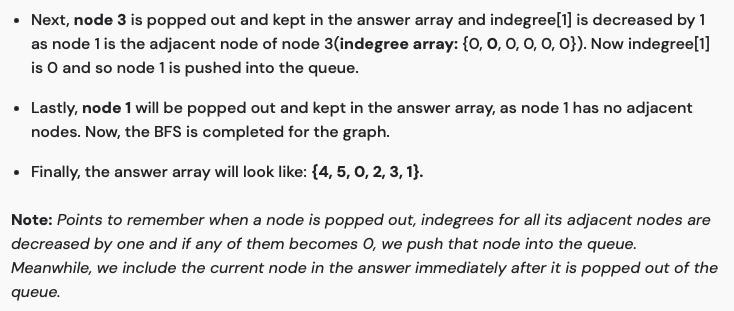 • Next, node 3 is popped out and kept in the answer array and indegree[1] is decreased by 1
as node 1 is the adjacent node of node 3(indegree array: {0, 0, 0, 0, 0, 0}). Now indegree[1]
is 0 and so node 1 is pushed into the queue.
• Lastly, node 1 will be popped out and kept in the answer array, as node 1 has no adjacent
nodes. Now, the BFS is completed for the graph.
• Finally, the answer array will look like: {4, 5, 0, 2, 3, 1}.
Note: Points to remember when a node is popped out, indegrees for all its adjacent nodes are
decreased by one and if any of them becomes 0, we push that node into the queue.
Meanwhile, we include the current node in the answer immediately after it is popped out of the
queue.